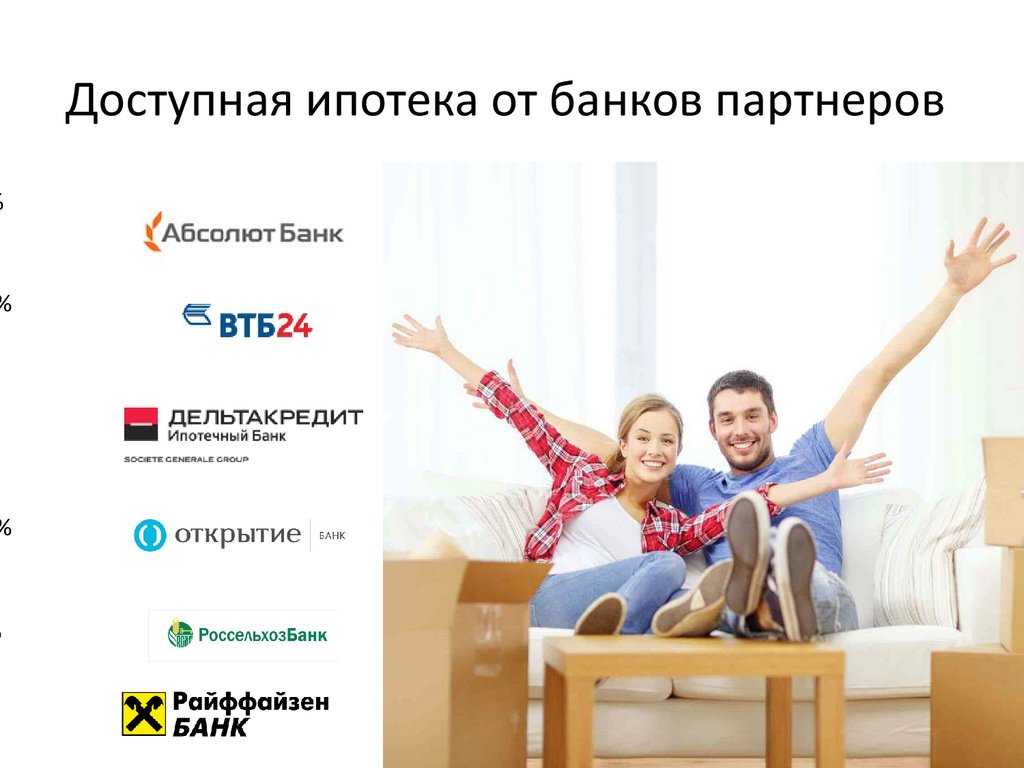 Доступная ипотека от банков партнеров
%
Абсолют Банк
%
ВТБ24
ДЕЛЬТАКРЕДИТ
Ипотечный Банк
SOCIETE GENERALE GROUP
%
открытие БАНК
РоссельхозБанк
Райффайзен
БАНК